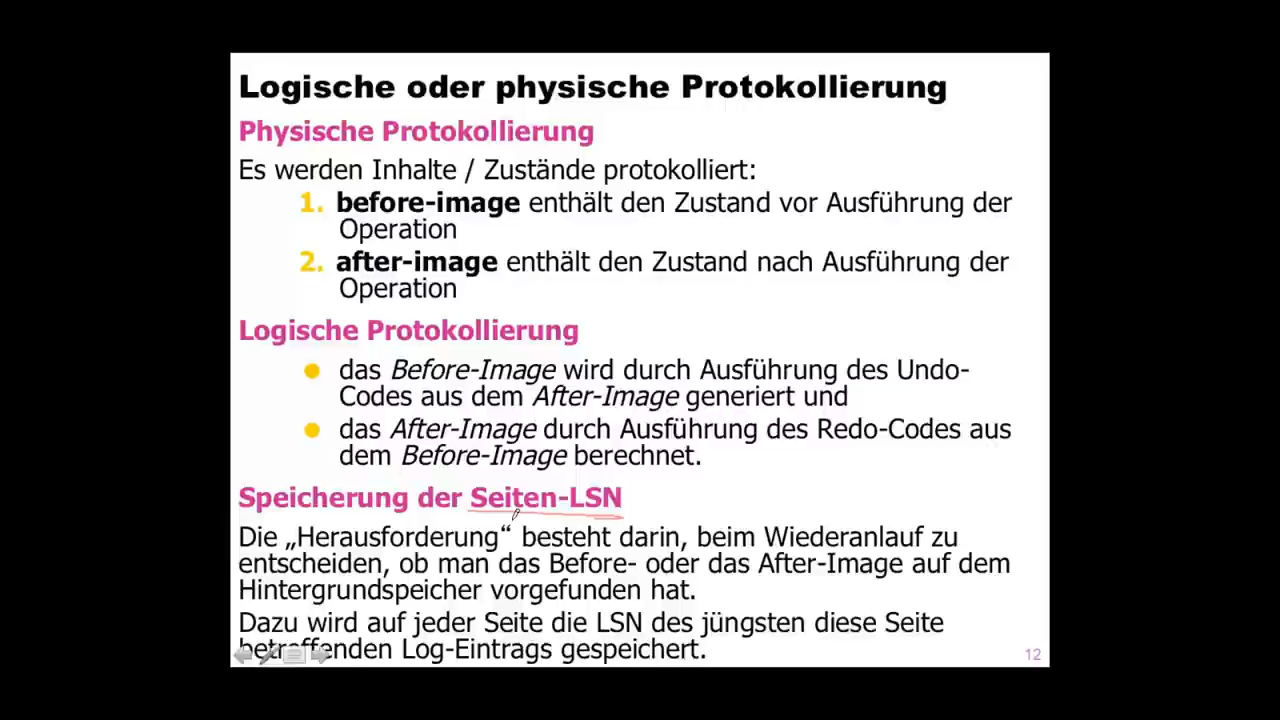 Logische oder physische Protokollierung
Physische Protokollierung
Es werden Inhalte / Zustände protokolliert:
1. before-image enthält den Zustand vor Ausführung der
Operation
2. after-image enthält den Zustand nach Ausführung der
Operation
Logische Protokollierung
das Before-Image wird durch Ausführung des Undo-
Codes aus dem After-Image generiert und
das After-Image durch Ausführung des Redo-Codes aus
dem Before-Image berechnet.
Speicherung der Seiten-LSN
Die „Herausforderung“ besteht darin, beim Wiederanlauf zu
entscheiden, ob man das Before- oder das After-Image auf dem
Hintergrundspeicher vorgefunden hat.
Dazu wird auf jeder Seite die LSN des jüngsten diese Seite
betreffenden Log-Eintrags gespeichert.
12